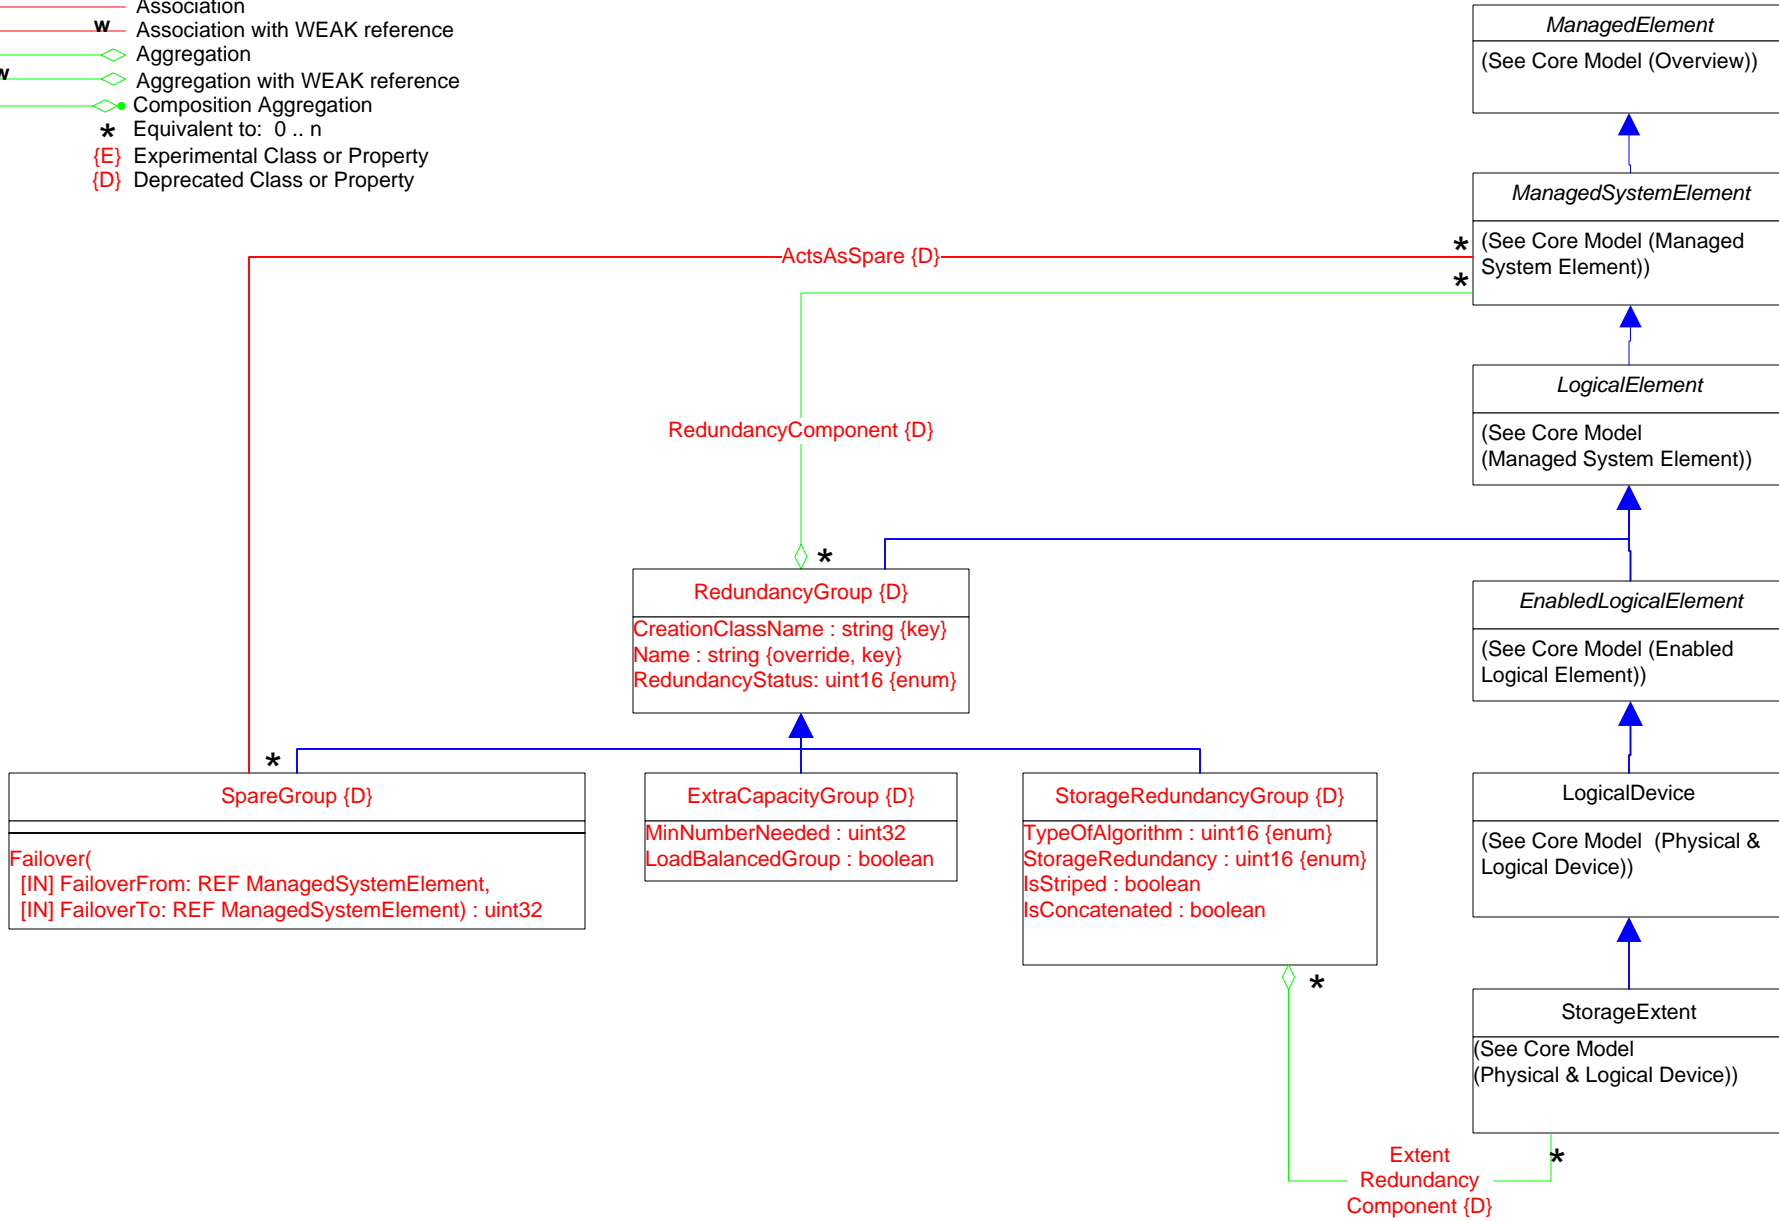 Association
w Association with WEAK reference
Aggregation
w Aggregation with WEAK reference
Composition Aggregation
* Equivalent to: 0 .. n
{E} Experimental Class or Property
{D} Deprecated Class or Property
ManagedElement
(See Core Model (Overview))
ManagedSystemElement
(See Core Model (Managed
System Element))
*
*
ActsAsSpare {D}
LogicalElement
(See Core Model
(Managed System Element))
RedundancyComponent {D}
*
RedundancyGroup {D}
CreationClassName : string {key}
Name : string {override, key}
RedundancyStatus: uint16 {enum}
EnabledLogicalElement
(See Core Model (Enabled
Logical Element))
*
SpareGroup {D}
Failover(
[IN] FailoverFrom: REF ManagedSystemElement,
[IN] FailoverTo: REF ManagedSystemElement) : uint32
ExtraCapacityGroup {D}
MinNumberNeeded : uint32
LoadBalancedGroup : boolean
StorageRedundancyGroup {D}
TypeOfAlgorithm : uint16 {enum}
StorageRedundancy : uint16 {enum}
IsStriped : boolean
IsConcatenated : boolean
*
LogicalDevice
(See Core Model (Physical &
Logical Device))
StorageExtent
(See Core Model
(Physical & Logical Device))
*
Extent
Redundancy
Component {D}